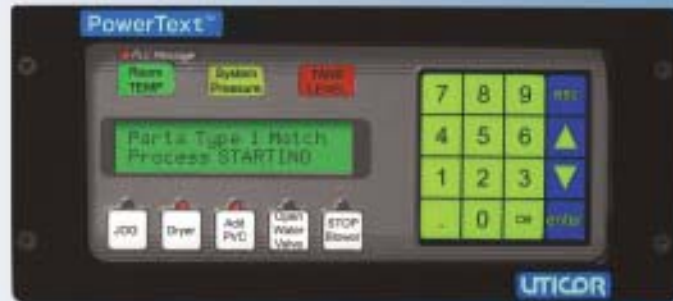 PowerText™
PLC Message
Room
TEMP
System
Pressure
TANK
LEVEL
Parts Type 1 Match
Process STARTING
JOG
Dryer
Add
PVC
Open
Water
Valve
STOP
Blower
7 8 9 esc
4 5 6
1 2 3
. 0 clr enter
UTICOR